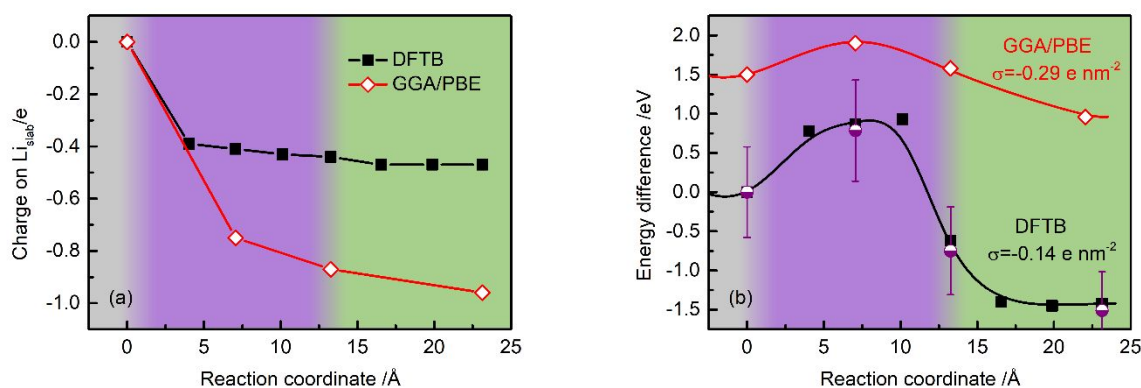 0.0
-0.2
-0.4
-0.6
-0.8
-1.0
Charge on Li_slab/e
DFTB
GGA/PBE
(a)
0 5 10 15 20 25
Reaction coordinate /Å
2.0
1.5
1.0
0.5
0.0
-0.5
-1.0
-1.5
Energy difference /eV
GGA/PBE
σ=-0.29 e nm⁻²
DFTB
σ=-0.14 e nm⁻²
(b)
0 5 10 15 20 25
Reaction coordinate /Å